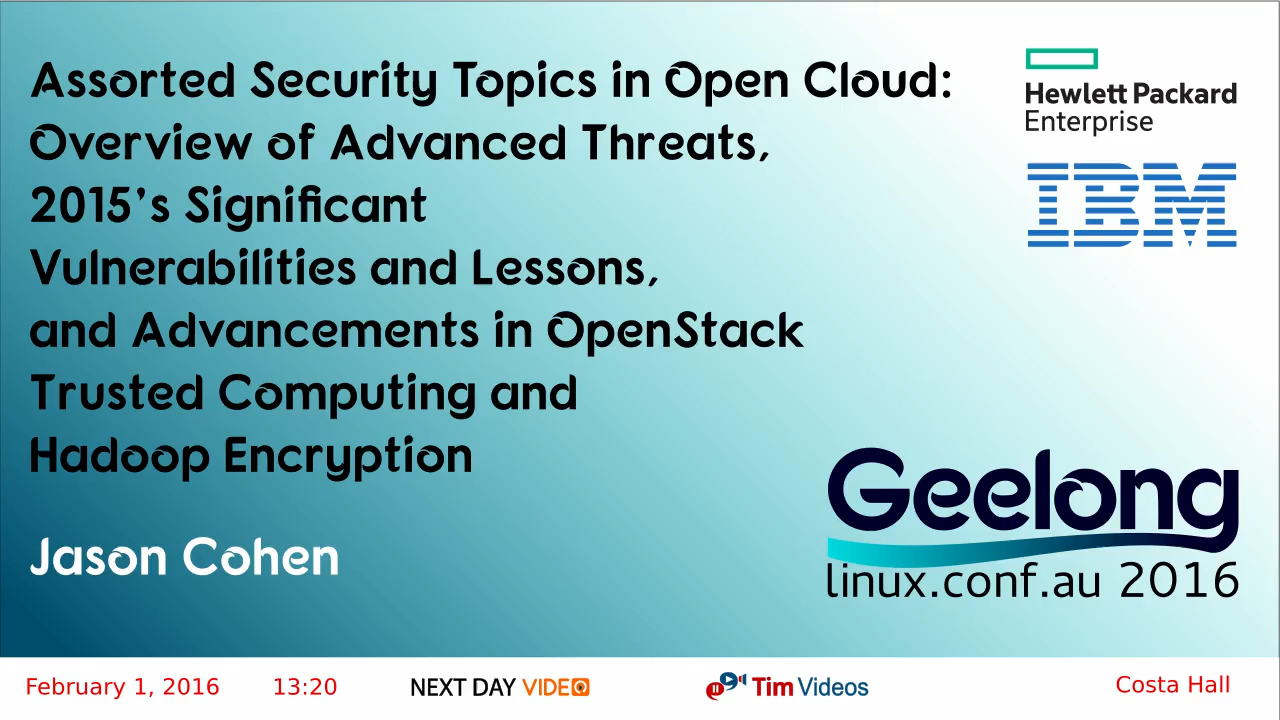 Assorted Security Topics in Open Cloud:
Overview of Advanced Threats,
2015's Significant
Vulnerabilities and Lessons,
and Advancements in OpenStack
Trusted Computing and
Hadoop Encryption
Jason Cohen
Hewlett Packard
Enterprise
IBM
Geelong
linux.conf.au 2016
February 1, 2016 13:20 NEXT DAY VIDEO Tim Videos Costa Hall